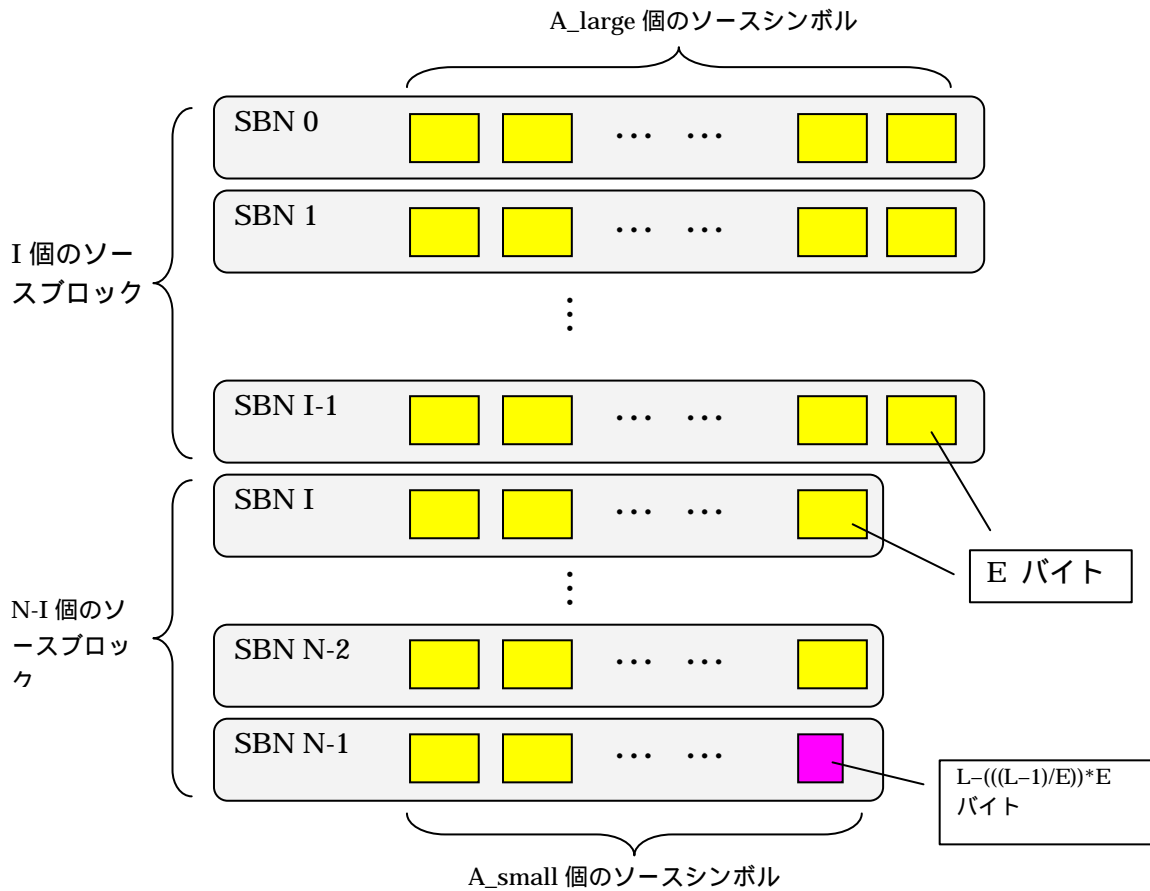 A_large 個のソースシンボル
SBN 0
SBN 1
I 個のソー
スブロック
SBN I-1
SBN I
E バイト
N-I 個のソ
ースブロッ
ク
SBN N-2
SBN N-1
L–(((L–1)/E))*E
バイト
A_small 個のソースシンボル